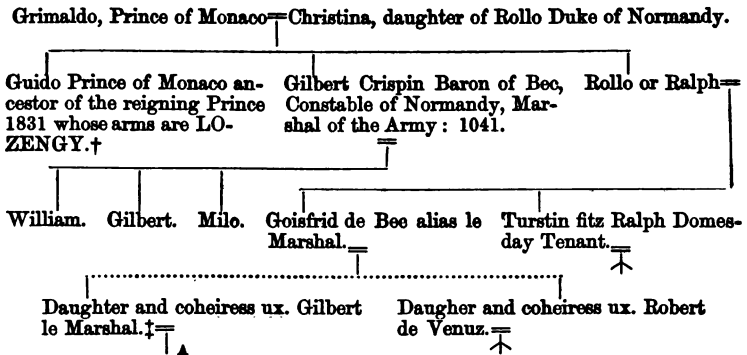 Grimaldo, Prince of Monaco=Christina, daughter of Rollo Duke of Normandy.
Guido Prince of Monaco an-
cestor of the reigning Prince
1831 whose arms are LO-
ZENGY.†
Gilbert Crispin Baron of Bec,
Constable of Normandy, Mar-
shal of the Army : 1041.
=
Rollo or Ralph=
William.
Gilbert.
Milo.
Goisfrid de Bec alias le
Marshal.=
Turstin fitz Ralph Domes-
day Tenant.=
Daughter and coheiress ux. Gilbert
le Marshal.‡=
Daugher and coheiress ux. Robert
de Venuz.=